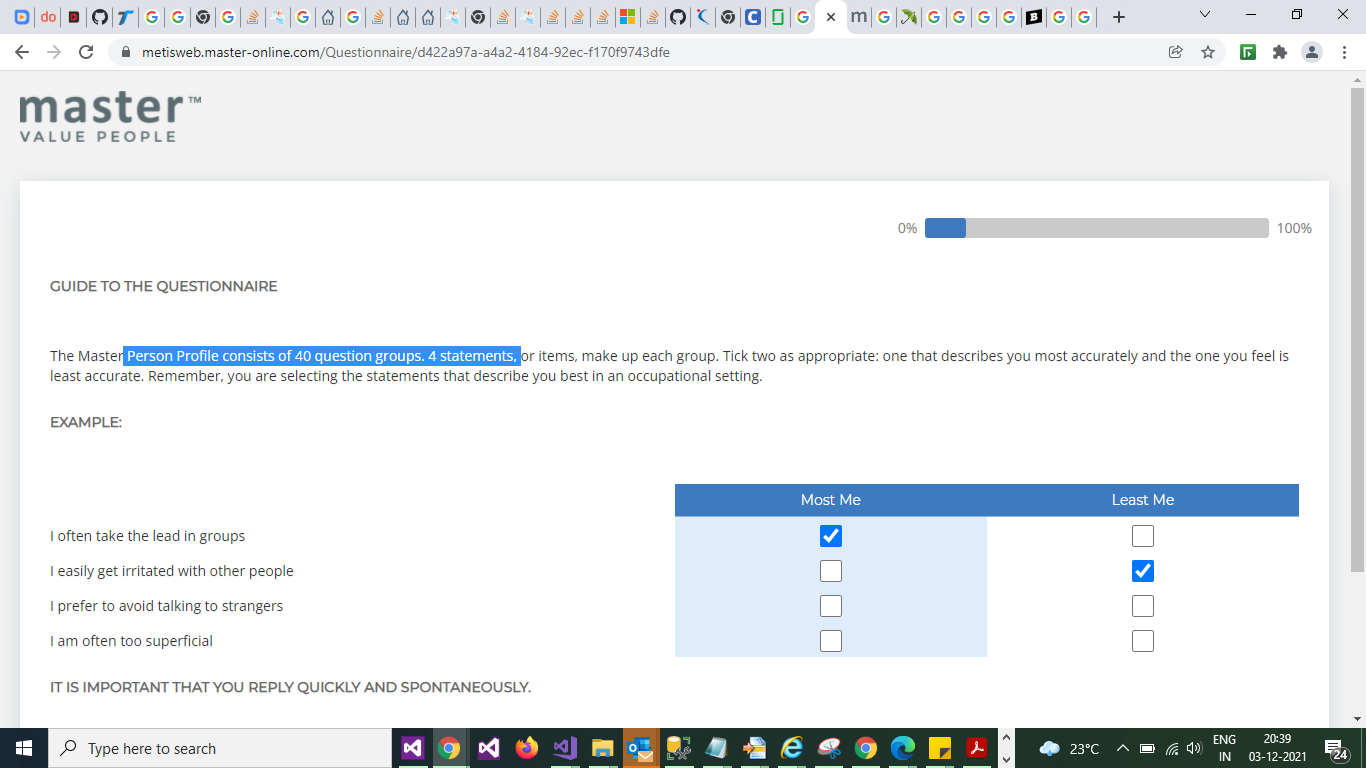 do
metisweb.master-online.com/Questionnaire/d422a97a-a4a2-4184-92ec-f170f9743dfe
master™
VALUE PEOPLE
0%
100%
GUIDE TO THE QUESTIONNAIRE
The Master Person Profile consists of 40 question groups. 4 statements, or items, make up each group. Tick two as appropriate: one that describes you most accurately and the one you feel is
least accurate. Remember, you are selecting the statements that describe you best in an occupational setting.
EXAMPLE:
Most Me
Least Me
I often take the lead in groups
I easily get irritated with other people
I prefer to avoid talking to strangers
I am often too superficial
IT IS IMPORTANT THAT YOU REPLY QUICKLY AND SPONTANEOUSLY.
Type here to search
23°C
ENG
IN
20:39
03-12-2021
24